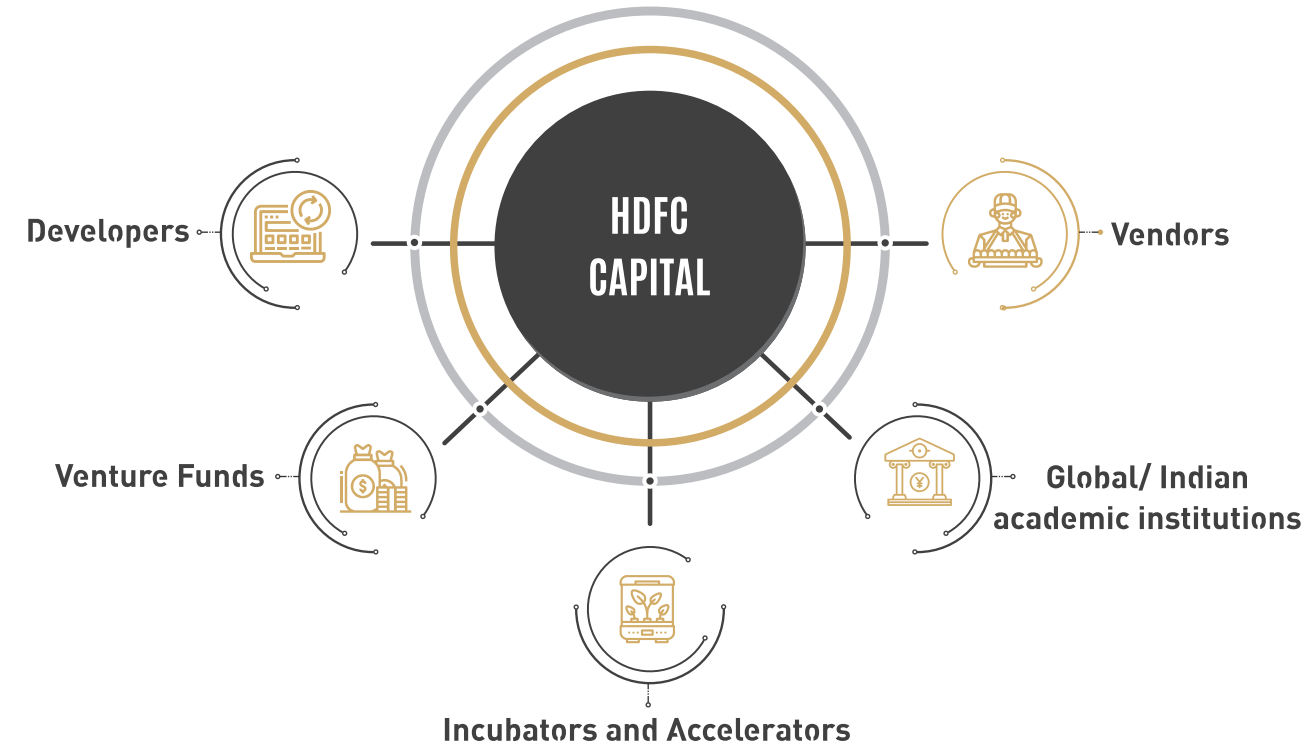 HDFC
CAPITAL
Developers
Vendors
Venture Funds
Global/ Indian
academic institutions
Incubators and Accelerators
$
¥